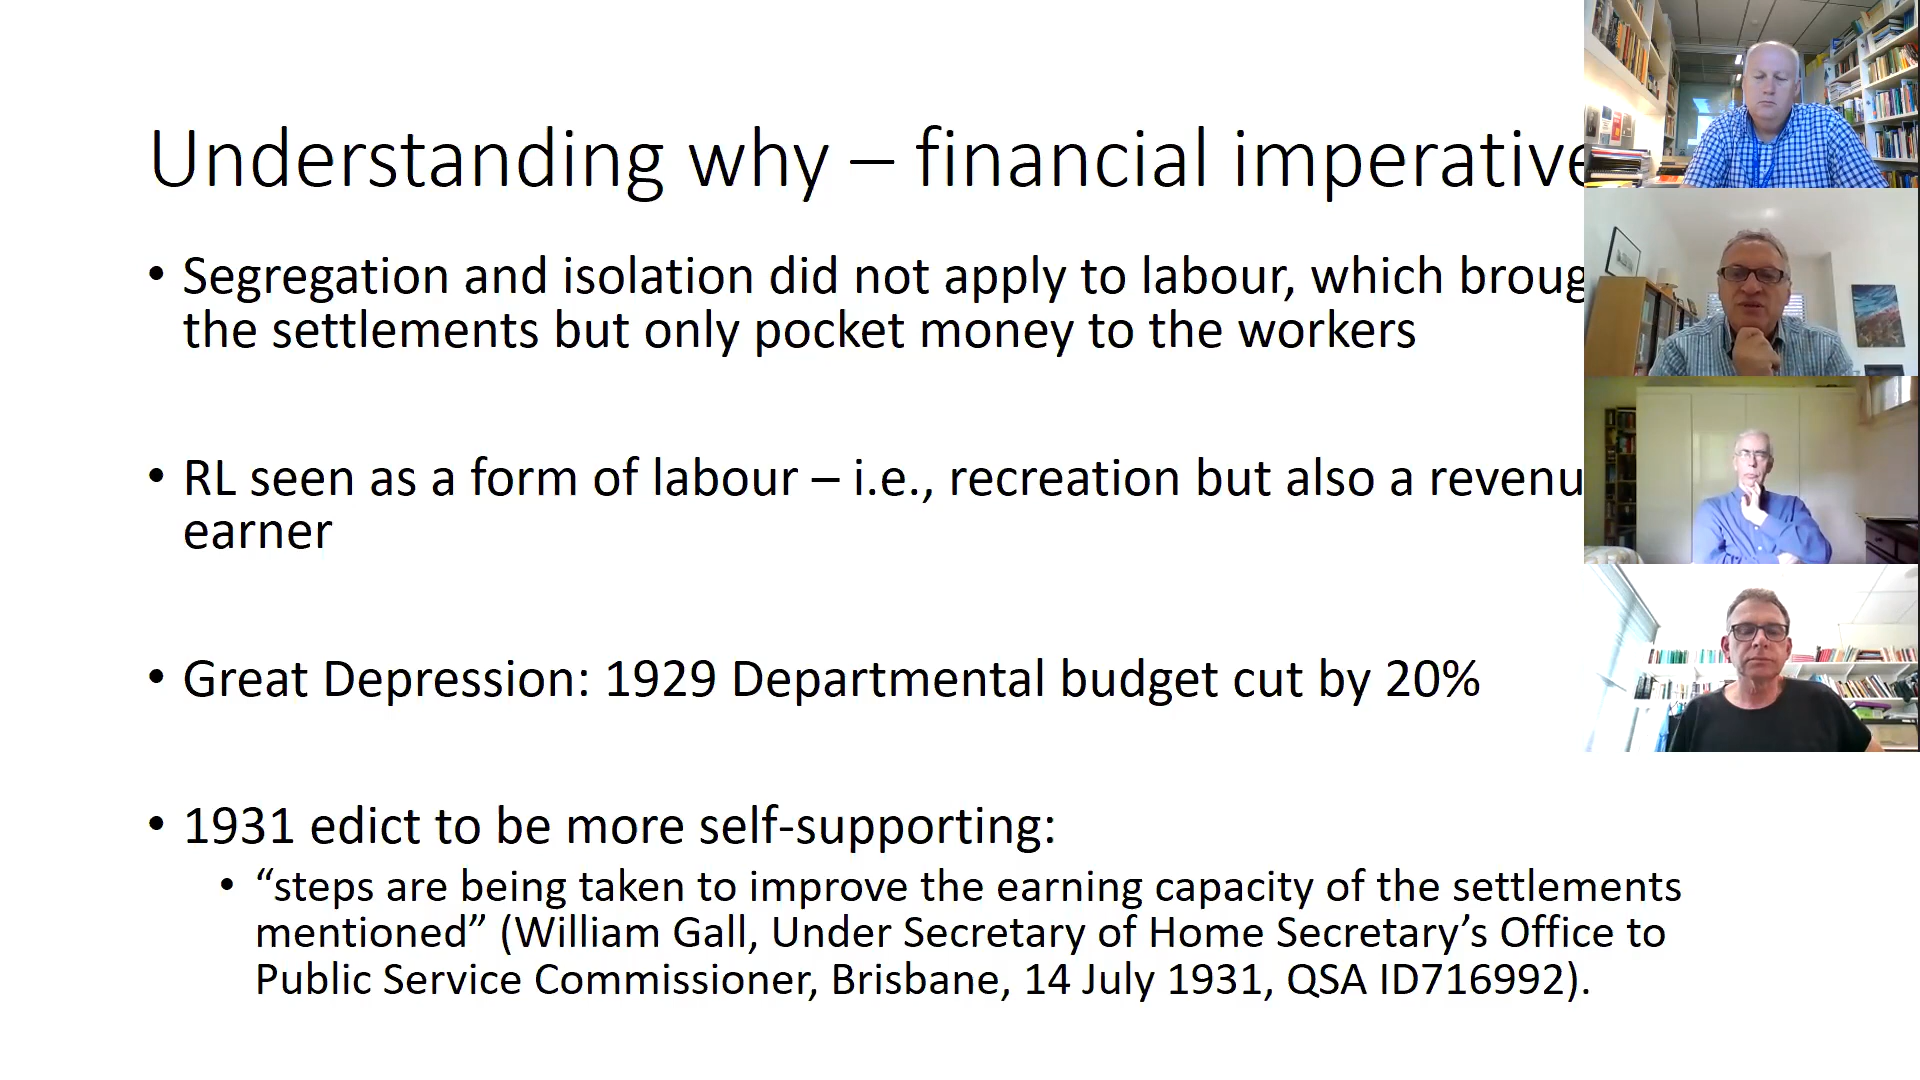 Understanding why – financial imperative
• Segregation and isolation did not apply to labour, which broug
the settlements but only pocket money to the workers
• RL seen as a form of labour – i.e., recreation but also a revenu
earner
• Great Depression: 1929 Departmental budget cut by 20%
• 1931 edict to be more self-supporting:
• “steps are being taken to improve the earning capacity of the settlements
mentioned” (William Gall, Under Secretary of Home Secretary’s Office to
Public Service Commissioner, Brisbane, 14 July 1931, QSA ID716992).